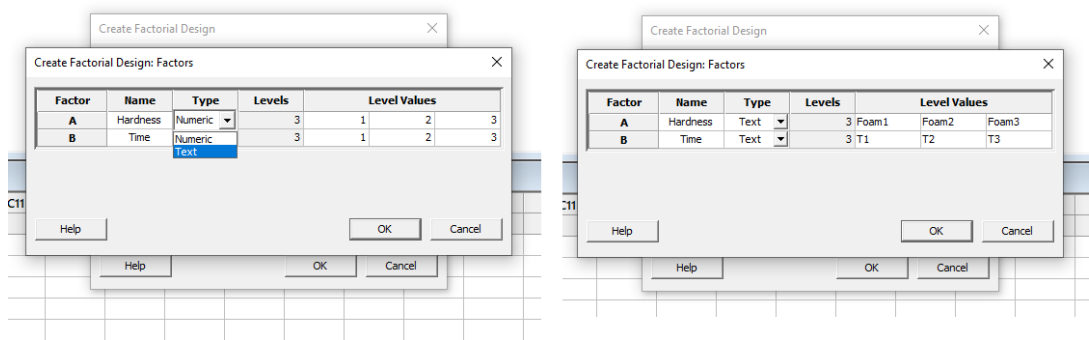 Create Factorial Design
Create Factorial Design: Factors
Factor Name Type Levels Level Values
A Hardness Numeric 3 1 2 3
B Time Numeric 3 1 2 3
Text
C11
Help OK Cancel
Help OK Cancel
Create Factorial Design
Create Factorial Design: Factors
Factor Name Type Levels Level Values
A Hardness Text 3 Foam1 Foam2 Foam3
B Time Text 3 T1 T2 T3
C11
Help OK Cancel
Help OK Cancel